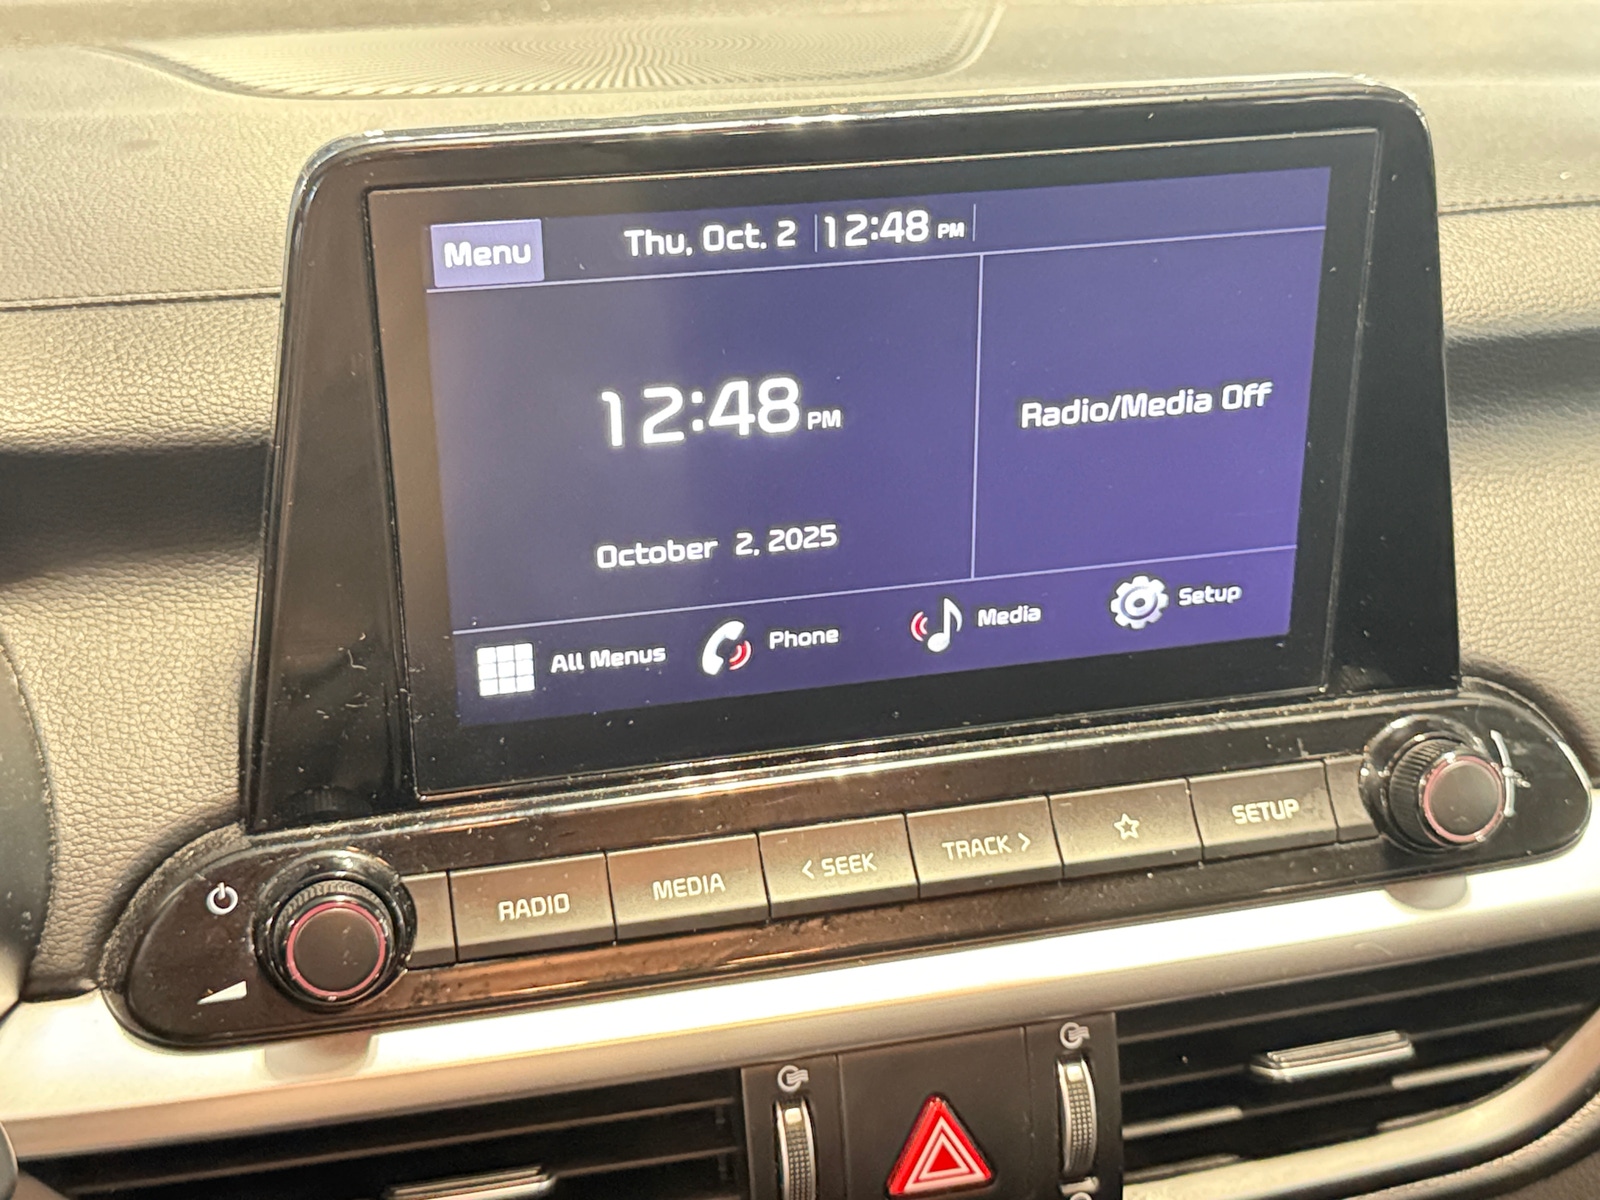 Menu
Thu, Oct. 2
12:48 PM
12:48 PM
Radio/Media Off
October 2, 2025
All Menus
Phone
Media
Setup
RADIO
MEDIA
< SEEK
TRACK >
SETUP